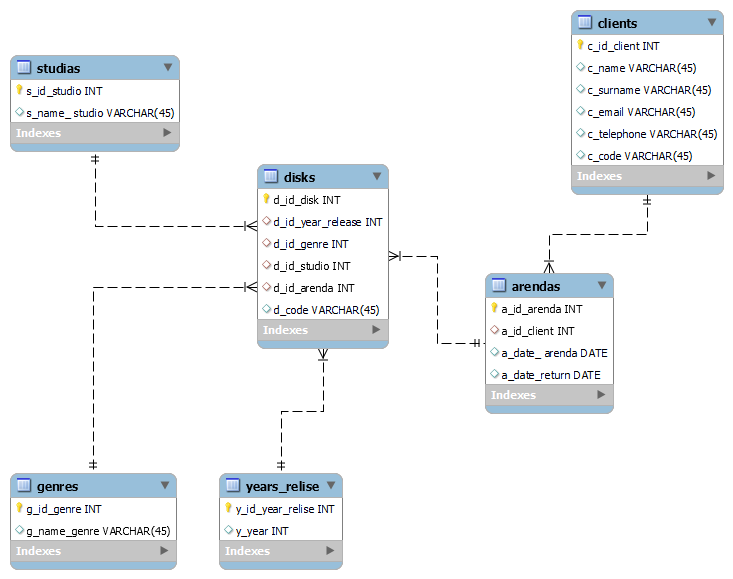 clients
c_id_client INT
c_name VARCHAR(45)
c_surname VARCHAR(45)
c_email VARCHAR(45)
c_telephone VARCHAR(45)
c_code VARCHAR(45)
Indexes
studias
s_id_studio INT
s_name_ studio VARCHAR(45)
Indexes
disks
d_id_disk INT
d_id_year_release INT
d_id_genre INT
d_id_studio INT
d_id_arenda INT
d_code VARCHAR(45)
Indexes
arendas
a_id_arenda INT
a_id_client INT
a_date_ arenda DATE
a_date_return DATE
Indexes
genres
g_id_genre INT
g_name_genre VARCHAR(45)
Indexes
years_relise
y_id_year_relise INT
y_year INT
Indexes